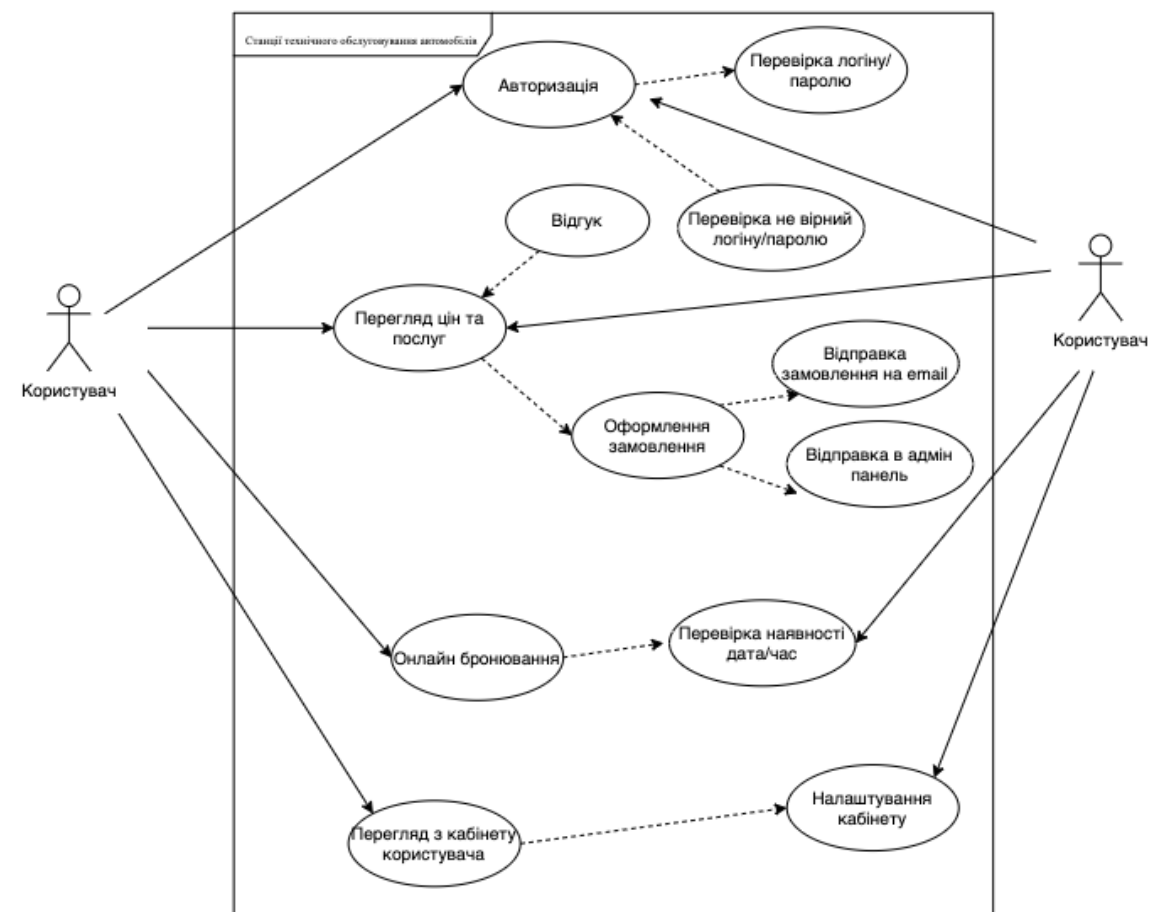 Станції технічного обслуговування автомобілів
Авторизація
Перевірка логіну/
паролю
Відгук
Перевірка не вірний
логіну/паролю
Користувач
Перегляд цін та
послуг
Користувач
Відправка
замовлення на email
Оформлення
замовлення
Відправка в адмін
панель
Онлайн бронювання
Перевірка наявності
дата/час
Перегляд з кабінету
користувача
Налаштування
кабінету